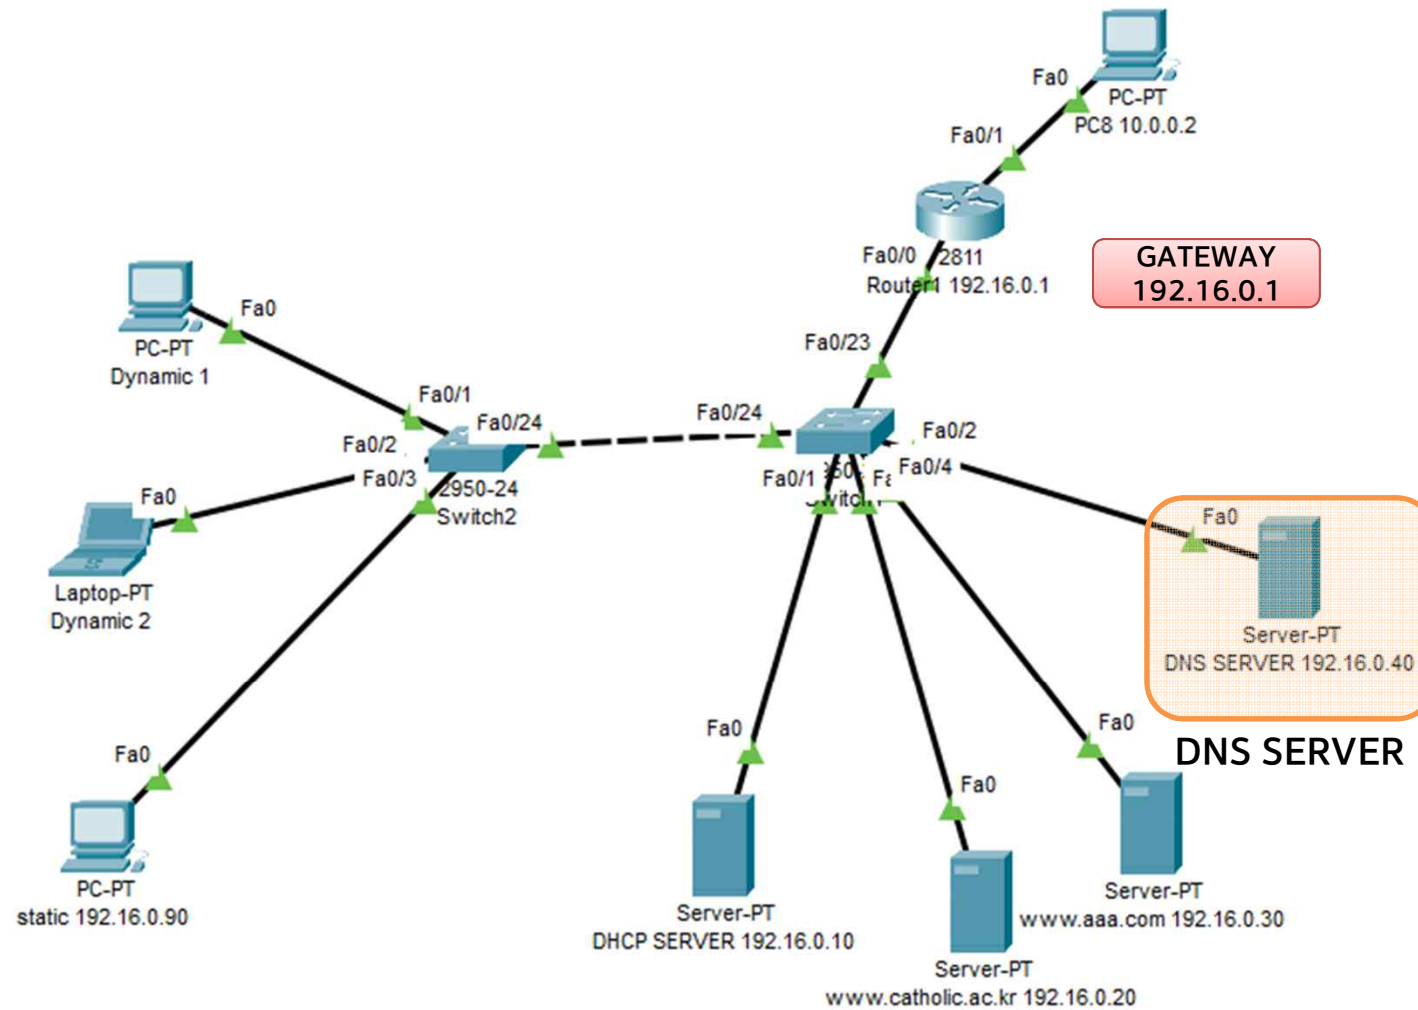 Fa0
PC-PT
PC8 10.0.0.2
Fa0/1
Fa0/0
2811
Router1 192.16.0.1
GATEWAY
192.16.0.1
Fa0
PC-PT
Dynamic 1
Fa0/23
Fa0/1
Fa0/24
Fa0/24
Fa0/2
Fa0/2
Fa0/3
Fa0/1
Fa0/4
2950-24
Switch2
Fa0
Laptop-PT
Dynamic 2
Fa0
Server-PT
DNS SERVER 192.16.0.40
DNS SERVER
Fa0
PC-PT
static 192.16.0.90
Fa0
Server-PT
DHCP SERVER 192.16.0.10
Fa0
Server-PT
www.catholic.ac.kr 192.16.0.20
Fa0
Server-PT
www.aaa.com 192.16.0.30